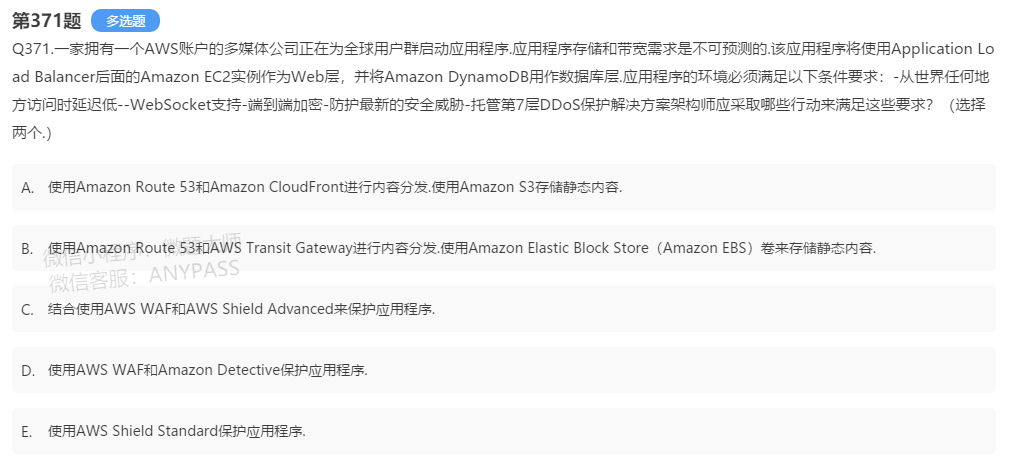 第371题 多选题
Q371.一家拥有一个AWS账户的多媒体公司正在为全球用户群启动应用程序.应用程序存储和带宽需求是不可预测的.该应用程序将使用Application Lo
ad Balancer后面的Amazon EC2实例作为Web层，并将Amazon DynamoDB用作数据库层.应用程序的环境必须满足以下条件要求：-从世界任何地
方访问时延迟低--WebSocket支持-端到端加密-防护最新的安全威胁-托管第7层DDoS保护解决方案架构师应采取哪些行动来满足这些要求？（选择
两个.）
A. 使用Amazon Route 53和Amazon CloudFront进行内容分发.使用Amazon S3存储静态内容.
B. 使用Amazon Route 53和AWS Transit Gateway进行内容分发.使用Amazon Elastic Block Store（Amazon EBS）卷来存储静态内容.
微信小程序：微题大师
微信客服：ANYPASS
C. 结合使用AWS WAF和AWS Shield Advanced来保护应用程序.
D. 使用AWS WAF和Amazon Detective保护应用程序.
E. 使用AWS Shield Standard保护应用程序.